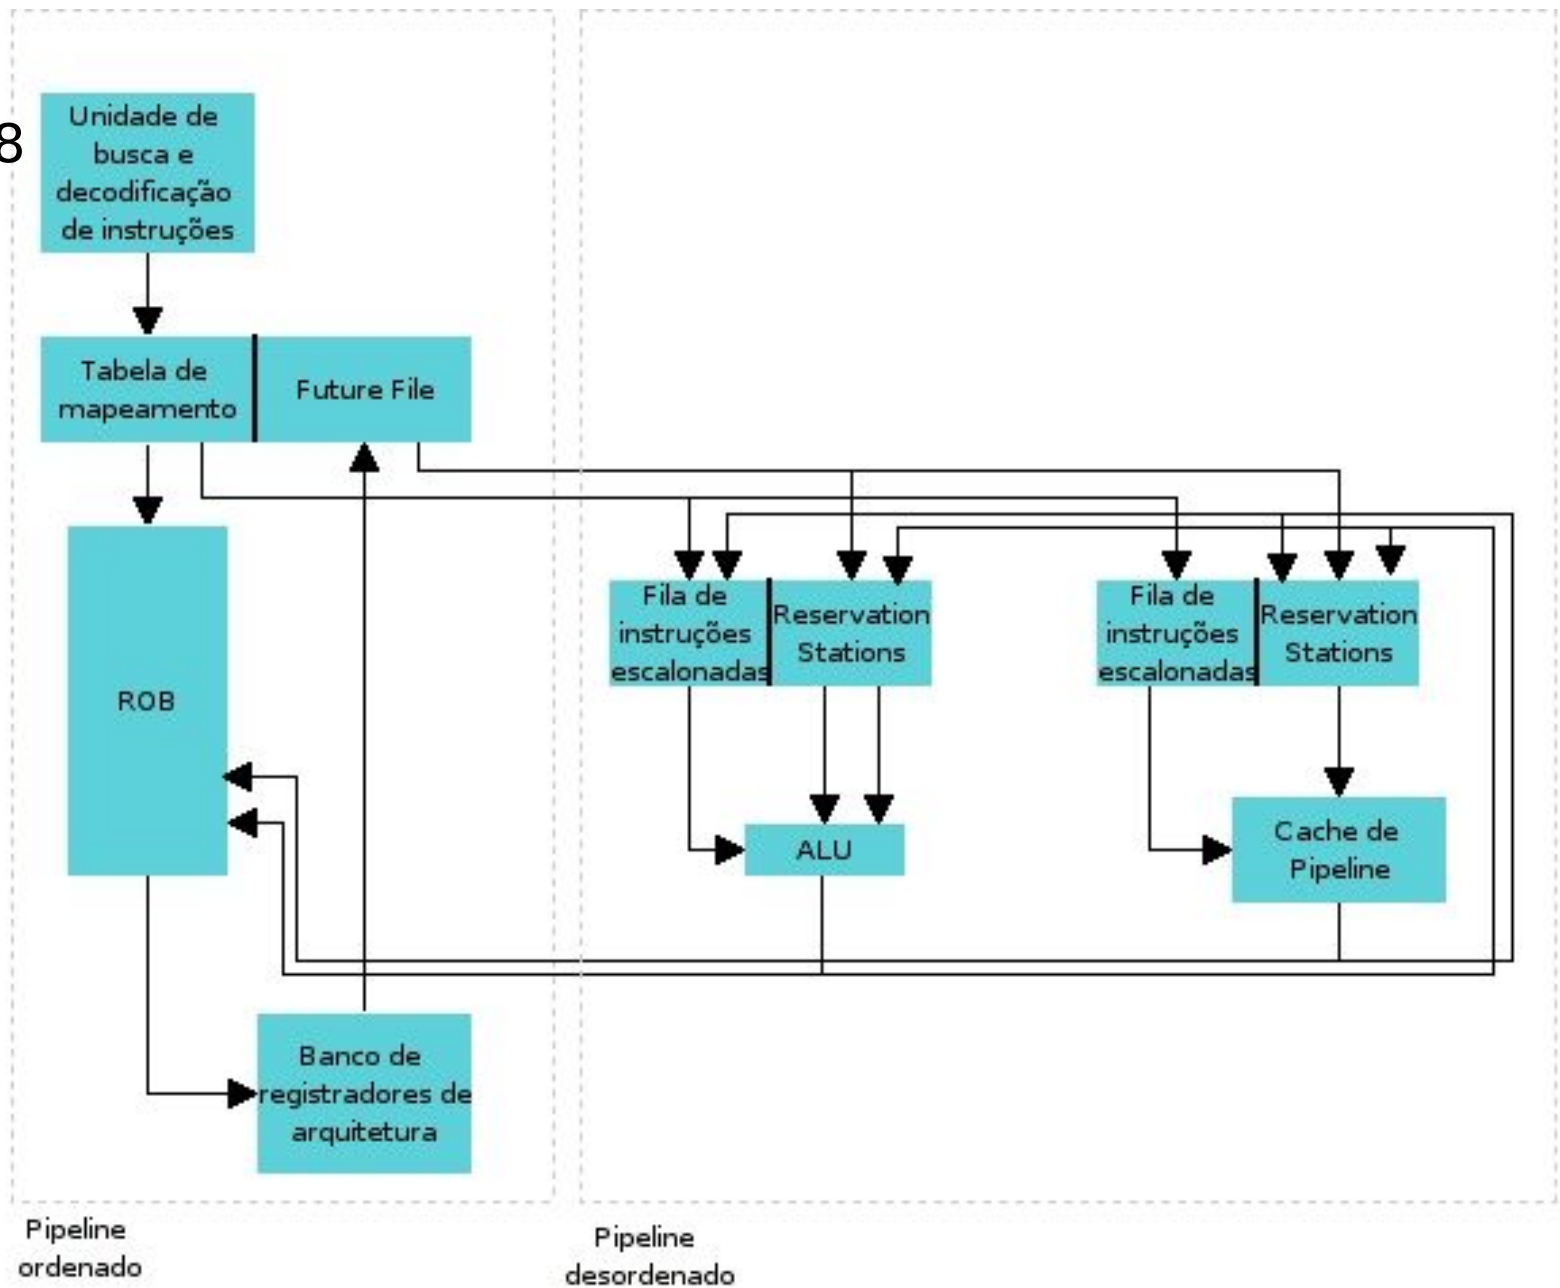 8
Unidade de
busca e
decodificação
de instruções
Tabela de
mapeamento
Future File
ROB
Banco de
registradores de
arquitetura
Fila de
instruções
escalonadas
Reservation
Stations
ALU
Fila de
instruções
escalonadas
Reservation
Stations
Cache de
Pipeline
Pipeline
ordenado
Pipeline
desordenado